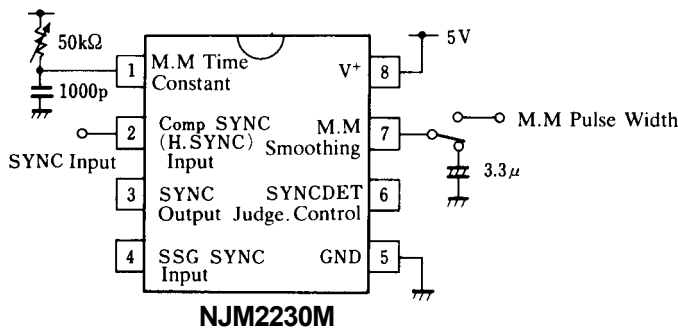 50kΩ
1000p
1
M.M Time
Constant
V+
8
5V
2
Comp SYNC
(H.SYNC)
Input
SYNC Input
M.M
Smoothing
7
M.M Pulse Width
3.3μ
3
SYNC
Output
SYNCDET
Judge. Control
6
4
SSG SYNC
Input
GND
5
NJM2230M